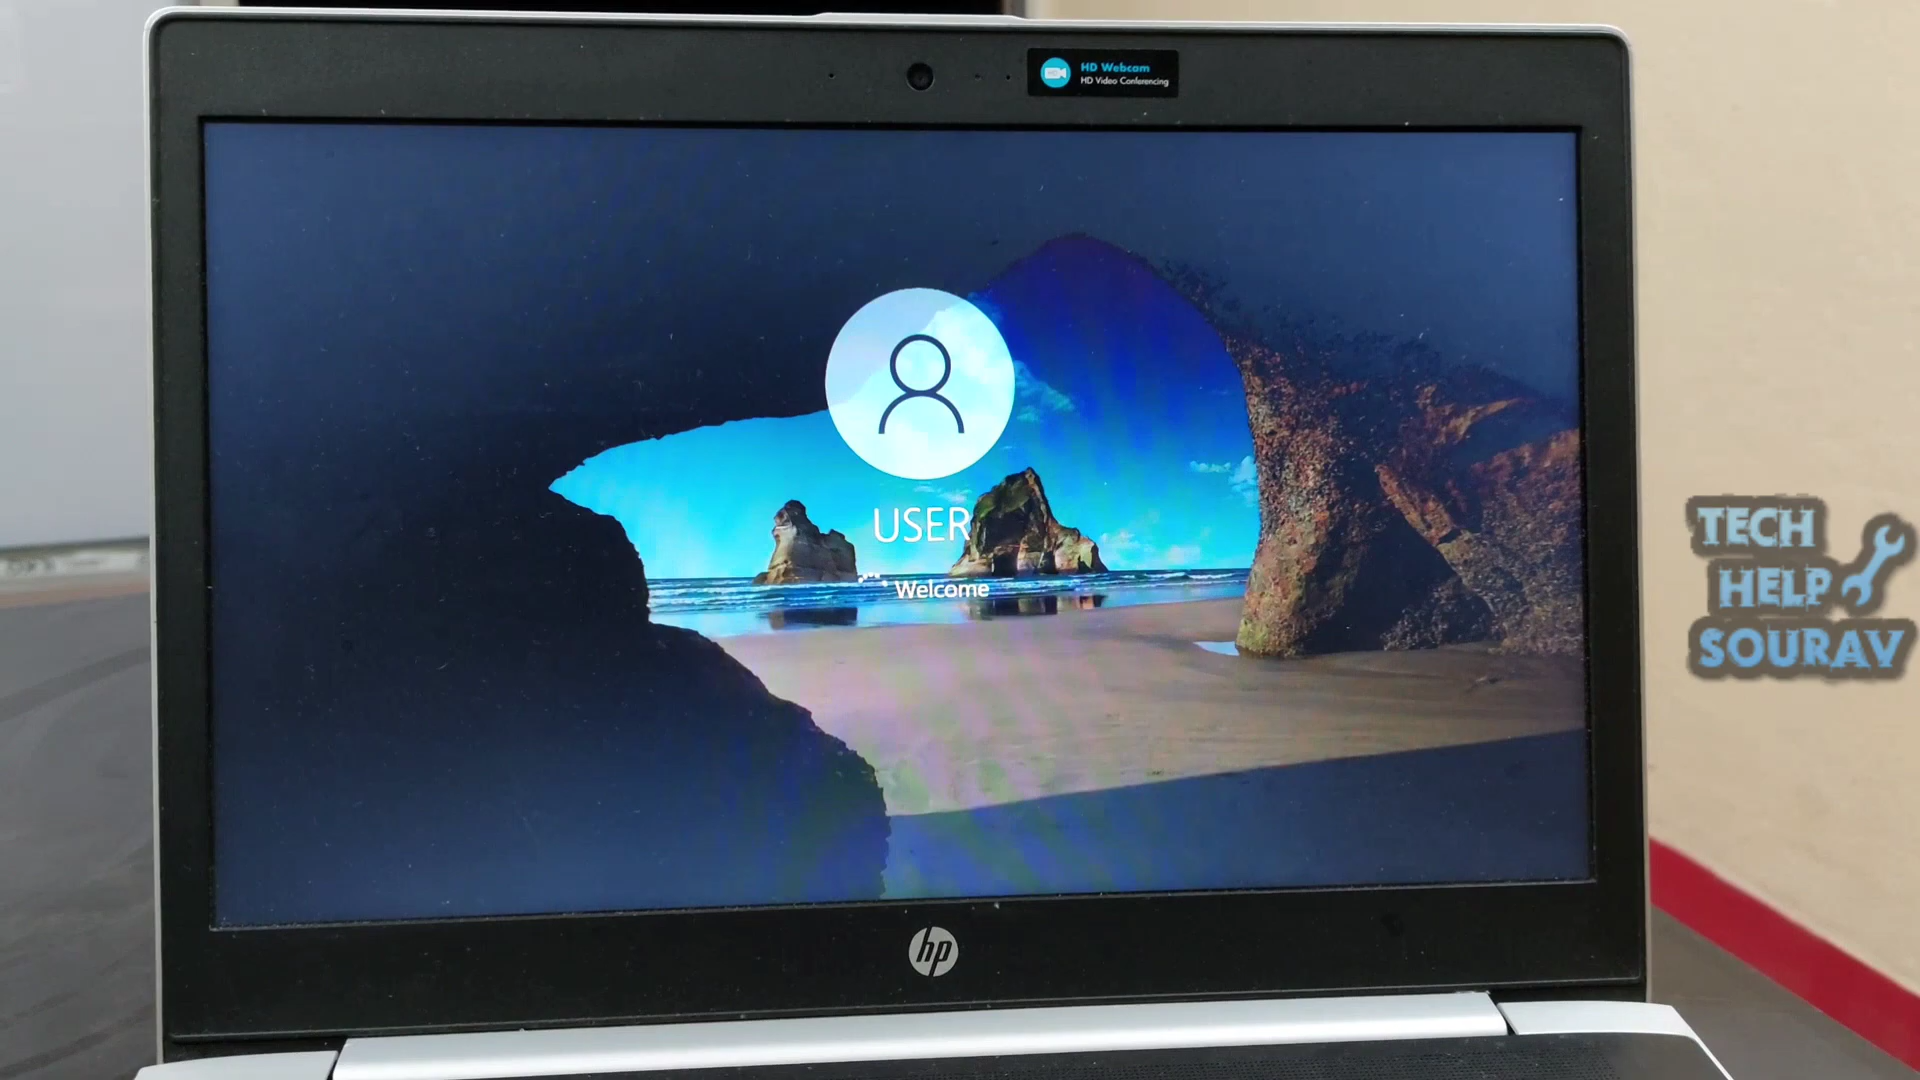 HD Webcam
HD Video Conferencing
USER
Welcome
hp
TECH
HELP
SOURAV